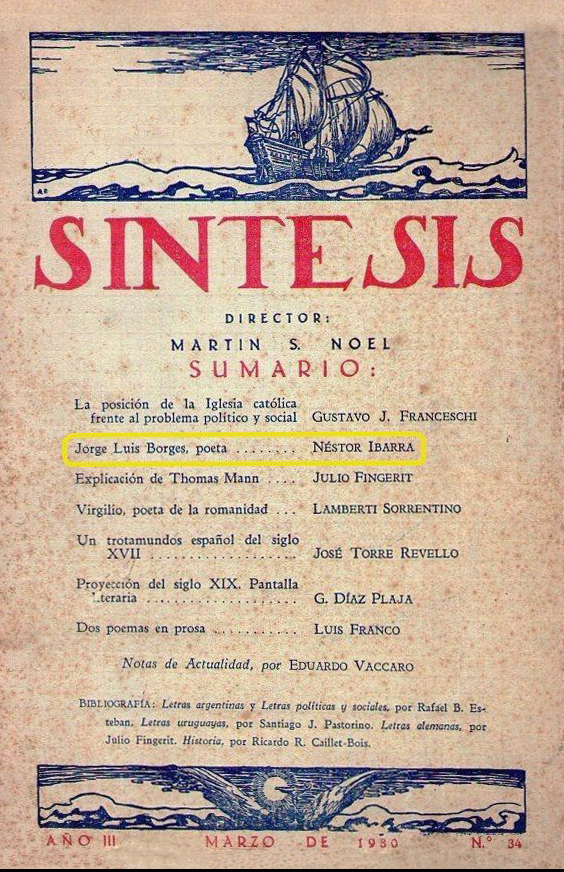 AP
SINTESIS
DIRECTOR:
MARTIN S. NOEL
SUMARIO:
La posición de la Iglesia católica
frente al problema político y social GUSTAVO J. FRANCESCHI
Jorge Luis Borges, poeta ........ NÉSTOR IBARRA
Explicación de Thomas Mann .... JULIO FINGERIT
Virgilio, poeta de la romanidad ... LAMBERTI SORRENTINO
Un trotamundos español del siglo
XVII .................... JOSÉ TORRE REVELLO
Proyección del siglo XIX. Pantalla
literaria .................... G. DÍAZ PLAJA
Dos poemas en prosa ........... LUIS FRANCO
Notas de Actualidad, por EDUARDO VACCARO
BIBLIOGRAFÍA: Letras argentinas y Letras políticas y sociales, por Rafael B. Es-
teban. Letras uruguayas, por Santiago J. Pastorino. Letras alemanas, por
Julio Fingerit. Historia, por Ricardo R. Caillet-Bois.
AÑO III MARZO DE 1930 N.º 34